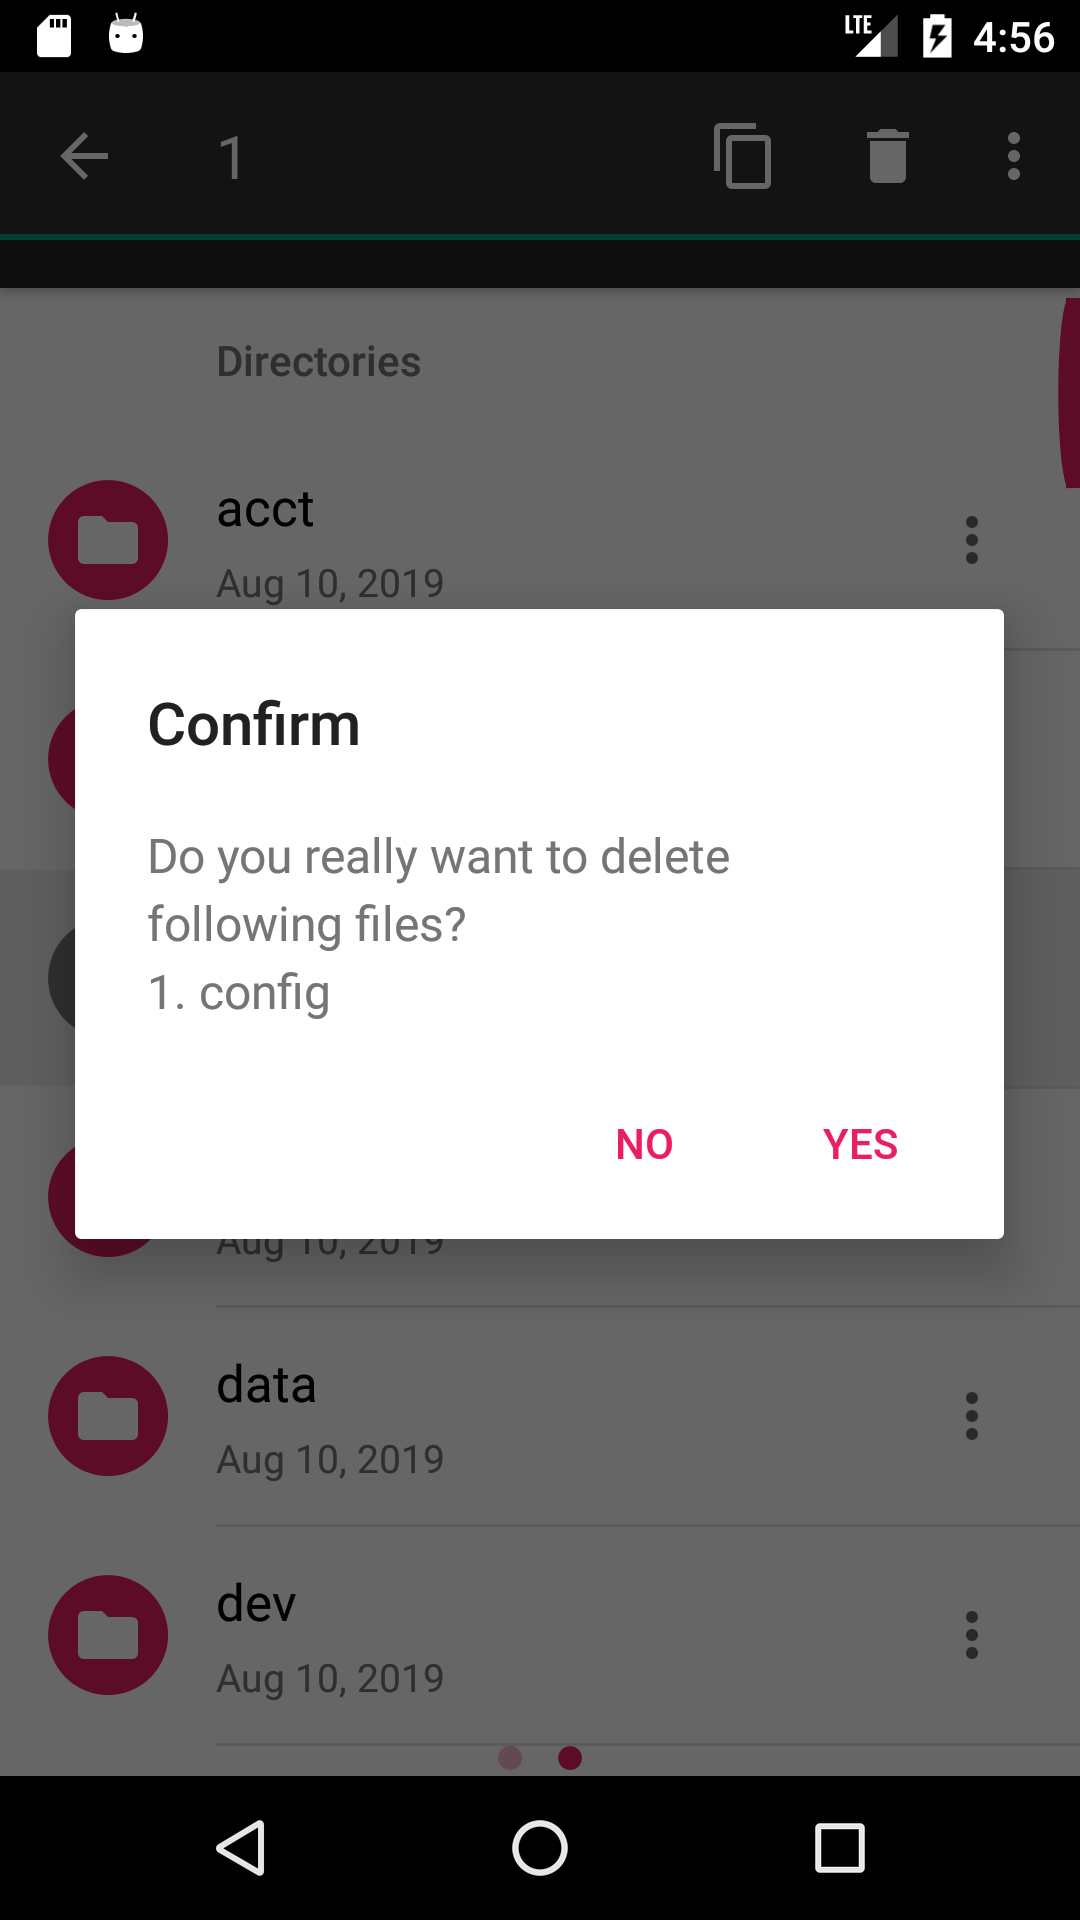 LTE 4:56
1
Directories
acct
Aug 10, 2019
Confirm
Do you really want to delete
following files?
1. config
NO YES
Aug 10, 2019
data
Aug 10, 2019
dev
Aug 10, 2019